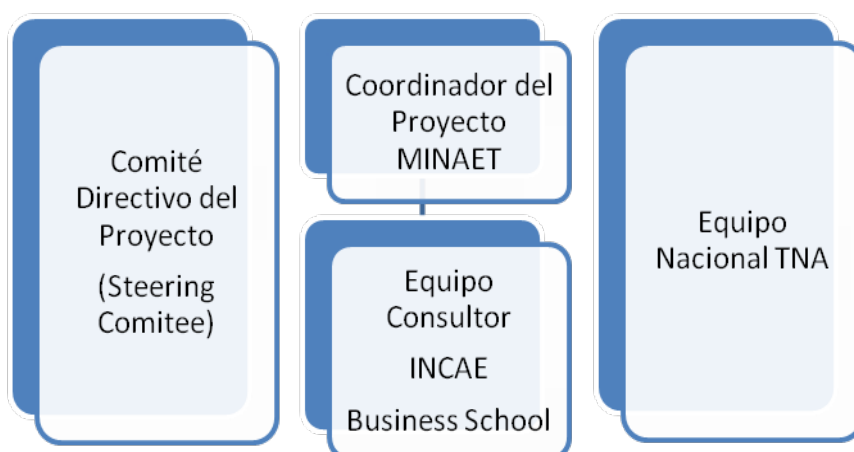 Comité
Directivo del
Proyecto
(Steering
Comitee)
Coordinador del
Proyecto
MINAET
Equipo
Consultor
INCAE
Business School
Equipo
Nacional TNA